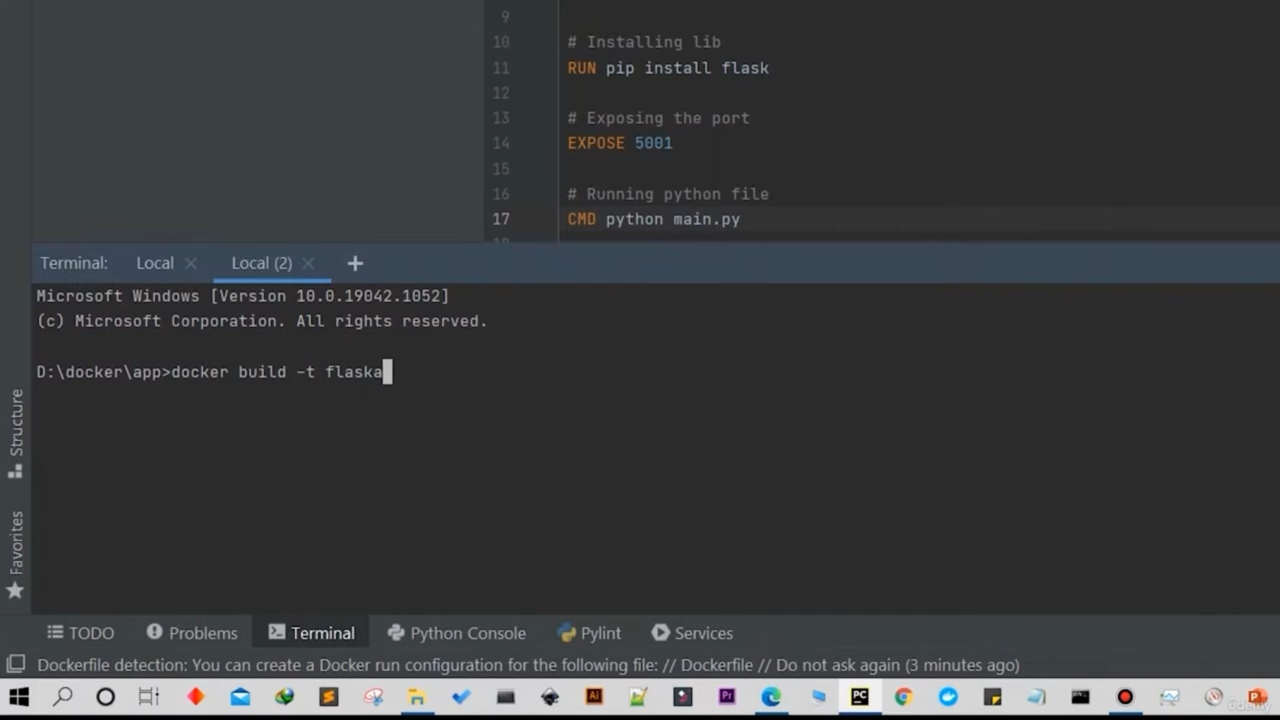 9
10 # Installing lib
11 RUN pip install flask
12
13 # Exposing the port
14 EXPOSE 5001
15
16 # Running python file
17 CMD python main.py
Terminal: Local Local (2)
Microsoft Windows [Version 10.0.19042.1052]
(c) Microsoft Corporation. All rights reserved.
D:\docker\app>docker build -t flaska
Structure
Favorites
TODO Problems Terminal Python Console Pylint Services
Dockerfile detection: You can create a Docker run configuration for the following file: // Dockerfile // Do not ask again (3 minutes ago)
Ai Pr PC
Udemy